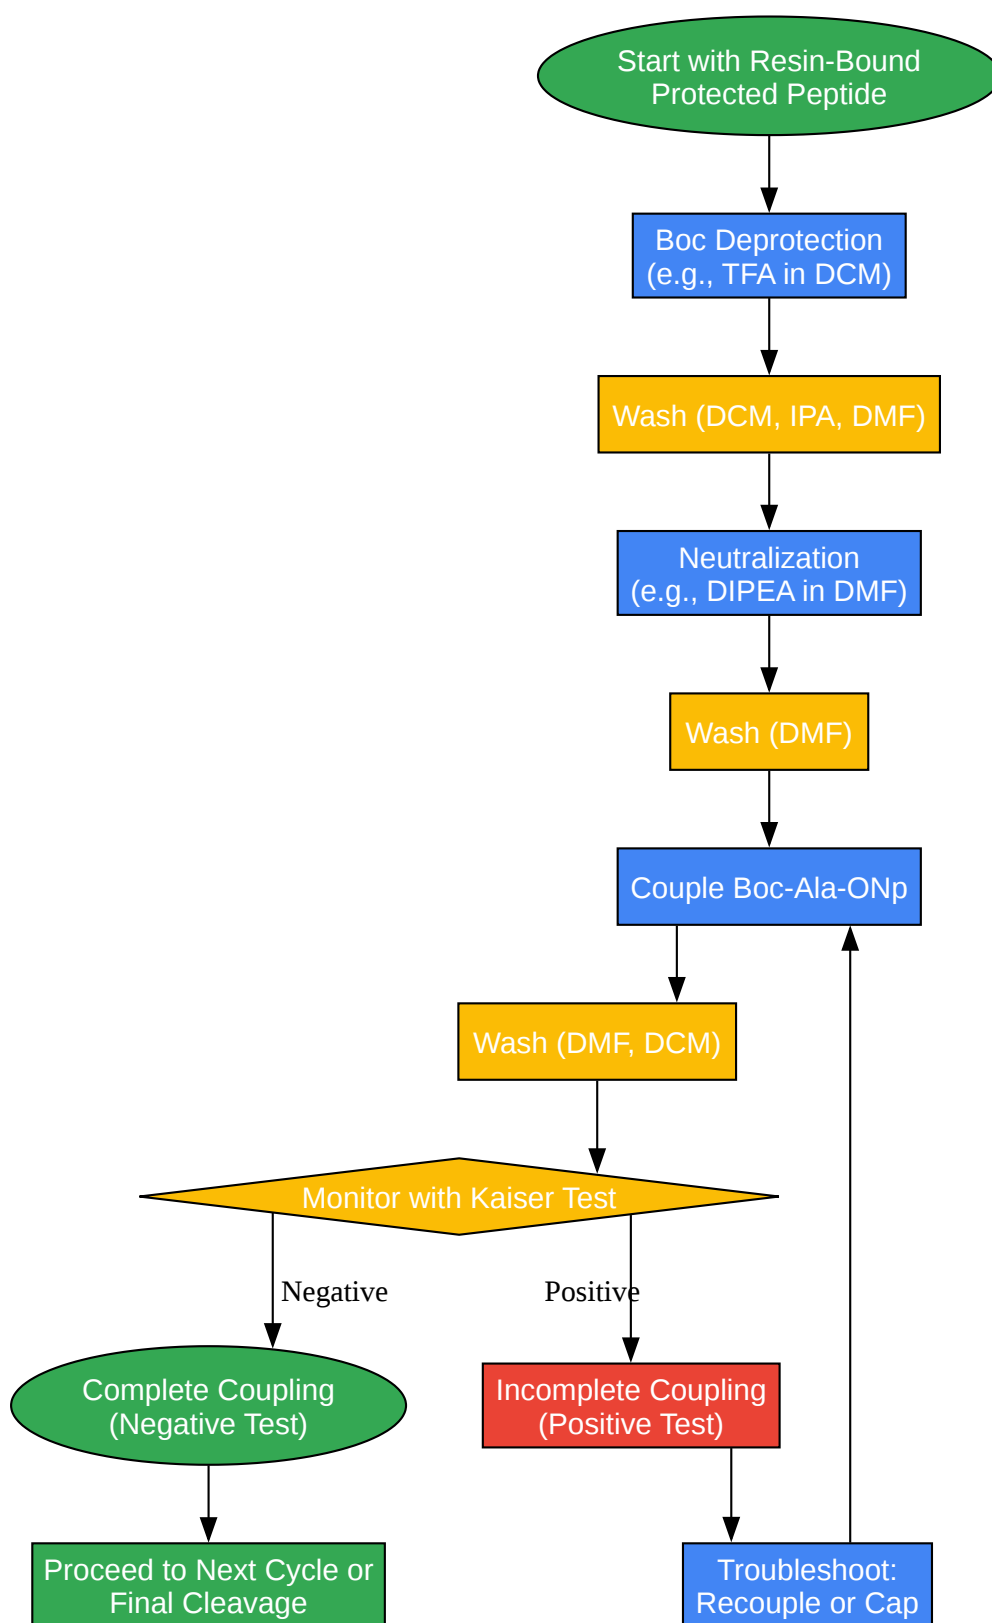 Start with Resin-Bound
Protected Peptide
Boc Deprotection
(e.g., TFA in DCM)
Wash (DCM, IPA, DMF)
Neutralization
(e.g., DIPEA in DMF)
Wash (DMF)
Couple Boc-Ala-ONp
Wash (DMF, DCM)
Monitor with Kaiser Test
Negative
Positive
Complete Coupling
(Negative Test)
Incomplete Coupling
(Positive Test)
Proceed to Next Cycle or
Final Cleavage
Troubleshoot:
Recouple or Cap